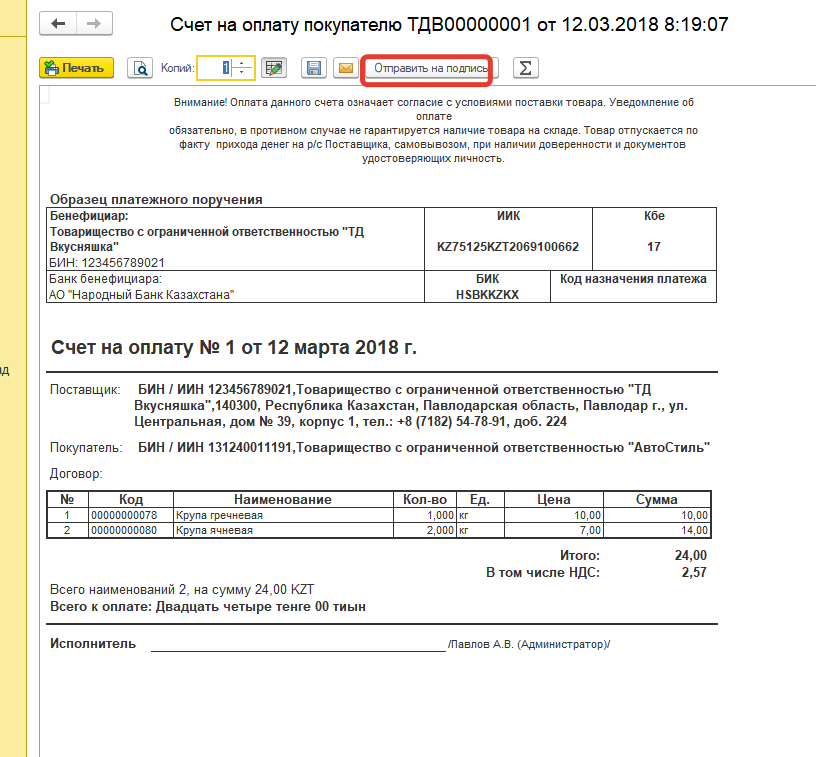 Счет на оплату покупателю ТДВ00000001 от 12.03.2018 8:19:07
Печать Копий: 1 Отправить на подпись Σ
Внимание! Оплата данного счета означает согласие с условиями поставки товара. Уведомление об
оплате
обязательно, в противном случае не гарантируется наличие товара на складе. Товар отпускается по
факту прихода денег на р/с Поставщика, самовывозом, при наличии доверенности и документов
удостоверяющих личность.
Образец платежного поручения
Бенефициар: ИИК Кбе
Товарищество с ограниченной ответственностью "ТД
Вкусняшка" KZ75125KZT2069100662 17
БИН: 123456789021
Банк бенефициара: БИК Код назначения платежа
АО "Народный Банк Казахстана" HSBKKZKX
ад
Счет на оплату № 1 от 12 марта 2018 г.
Поставщик: БИН / ИИН 123456789021,Товарищество с ограниченной ответственностью "ТД
Вкусняшка",140300, Республика Казахстан, Павлодарская область, Павлодар г., ул.
Центральная, дом № 39, корпус 1, тел.: +8 (7182) 54-78-91, доб. 224
Покупатель: БИН / ИИН 131240011191,Товарищество с ограниченной ответственностью "АвтоСтиль"
Договор:
№ Код Наименование Кол-во Ед. Цена Сумма
1 00000000078 Крупа гречневая 1,000 кг 10,00 10,00
2 00000000080 Крупа ячневая 2,000 кг 7,00 14,00
Итого: 24,00
В том числе НДС: 2,57
Всего наименований 2, на сумму 24,00 KZT
Всего к оплате: Двадцать четыре тенге 00 тиын
Исполнитель /Павлов А.В. (Администратор)/